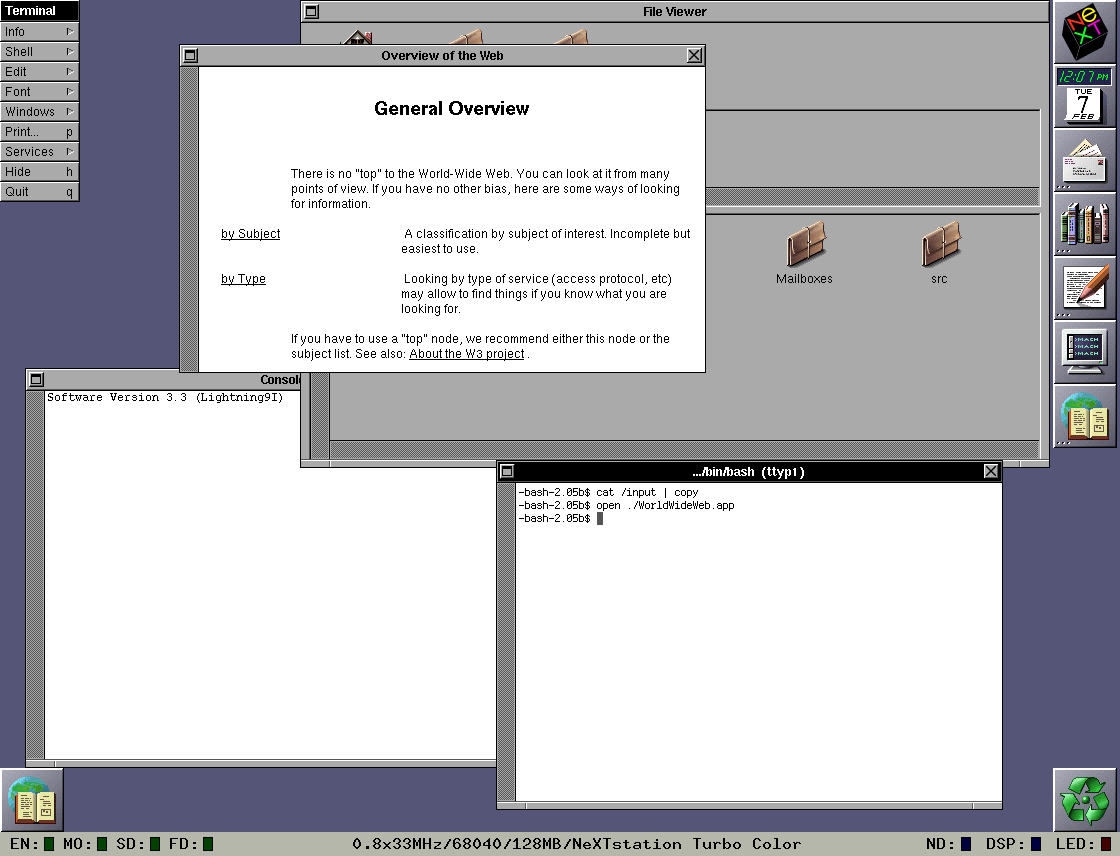 Terminal
Info
Shell
Edit
Font
Windows
Print... p
Services
Hide h
Quit q
File Viewer
Overview of the Web
General Overview
There is no "top" to the World-Wide Web. You can look at it from many
points of view. If you have no other bias, here are some ways of looking
for information.
by Subject A classification by subject of interest. Incomplete but
easiest to use.
by Type Looking by type of service (access protocol, etc)
may allow to find things if you know what you are
looking for.
If you have to use a "top" node, we recommend either this node or the
subject list. See also: About the W3 project .
Mailboxes
src
Consol
Software Version 3.3 (Lightning9I)
.../bin/bash (ttyp1)
-bash-2.05b$ cat /input | copy
-bash-2.05b$ open ./WorldWideWeb.app
-bash-2.05b$
NeXT
12:07 PM
TUE
7
FEB
EN: MO: SD: FD: 0.8x33MHz/68040/128MB/NeXTstation Turbo Color ND: DSP: LED: